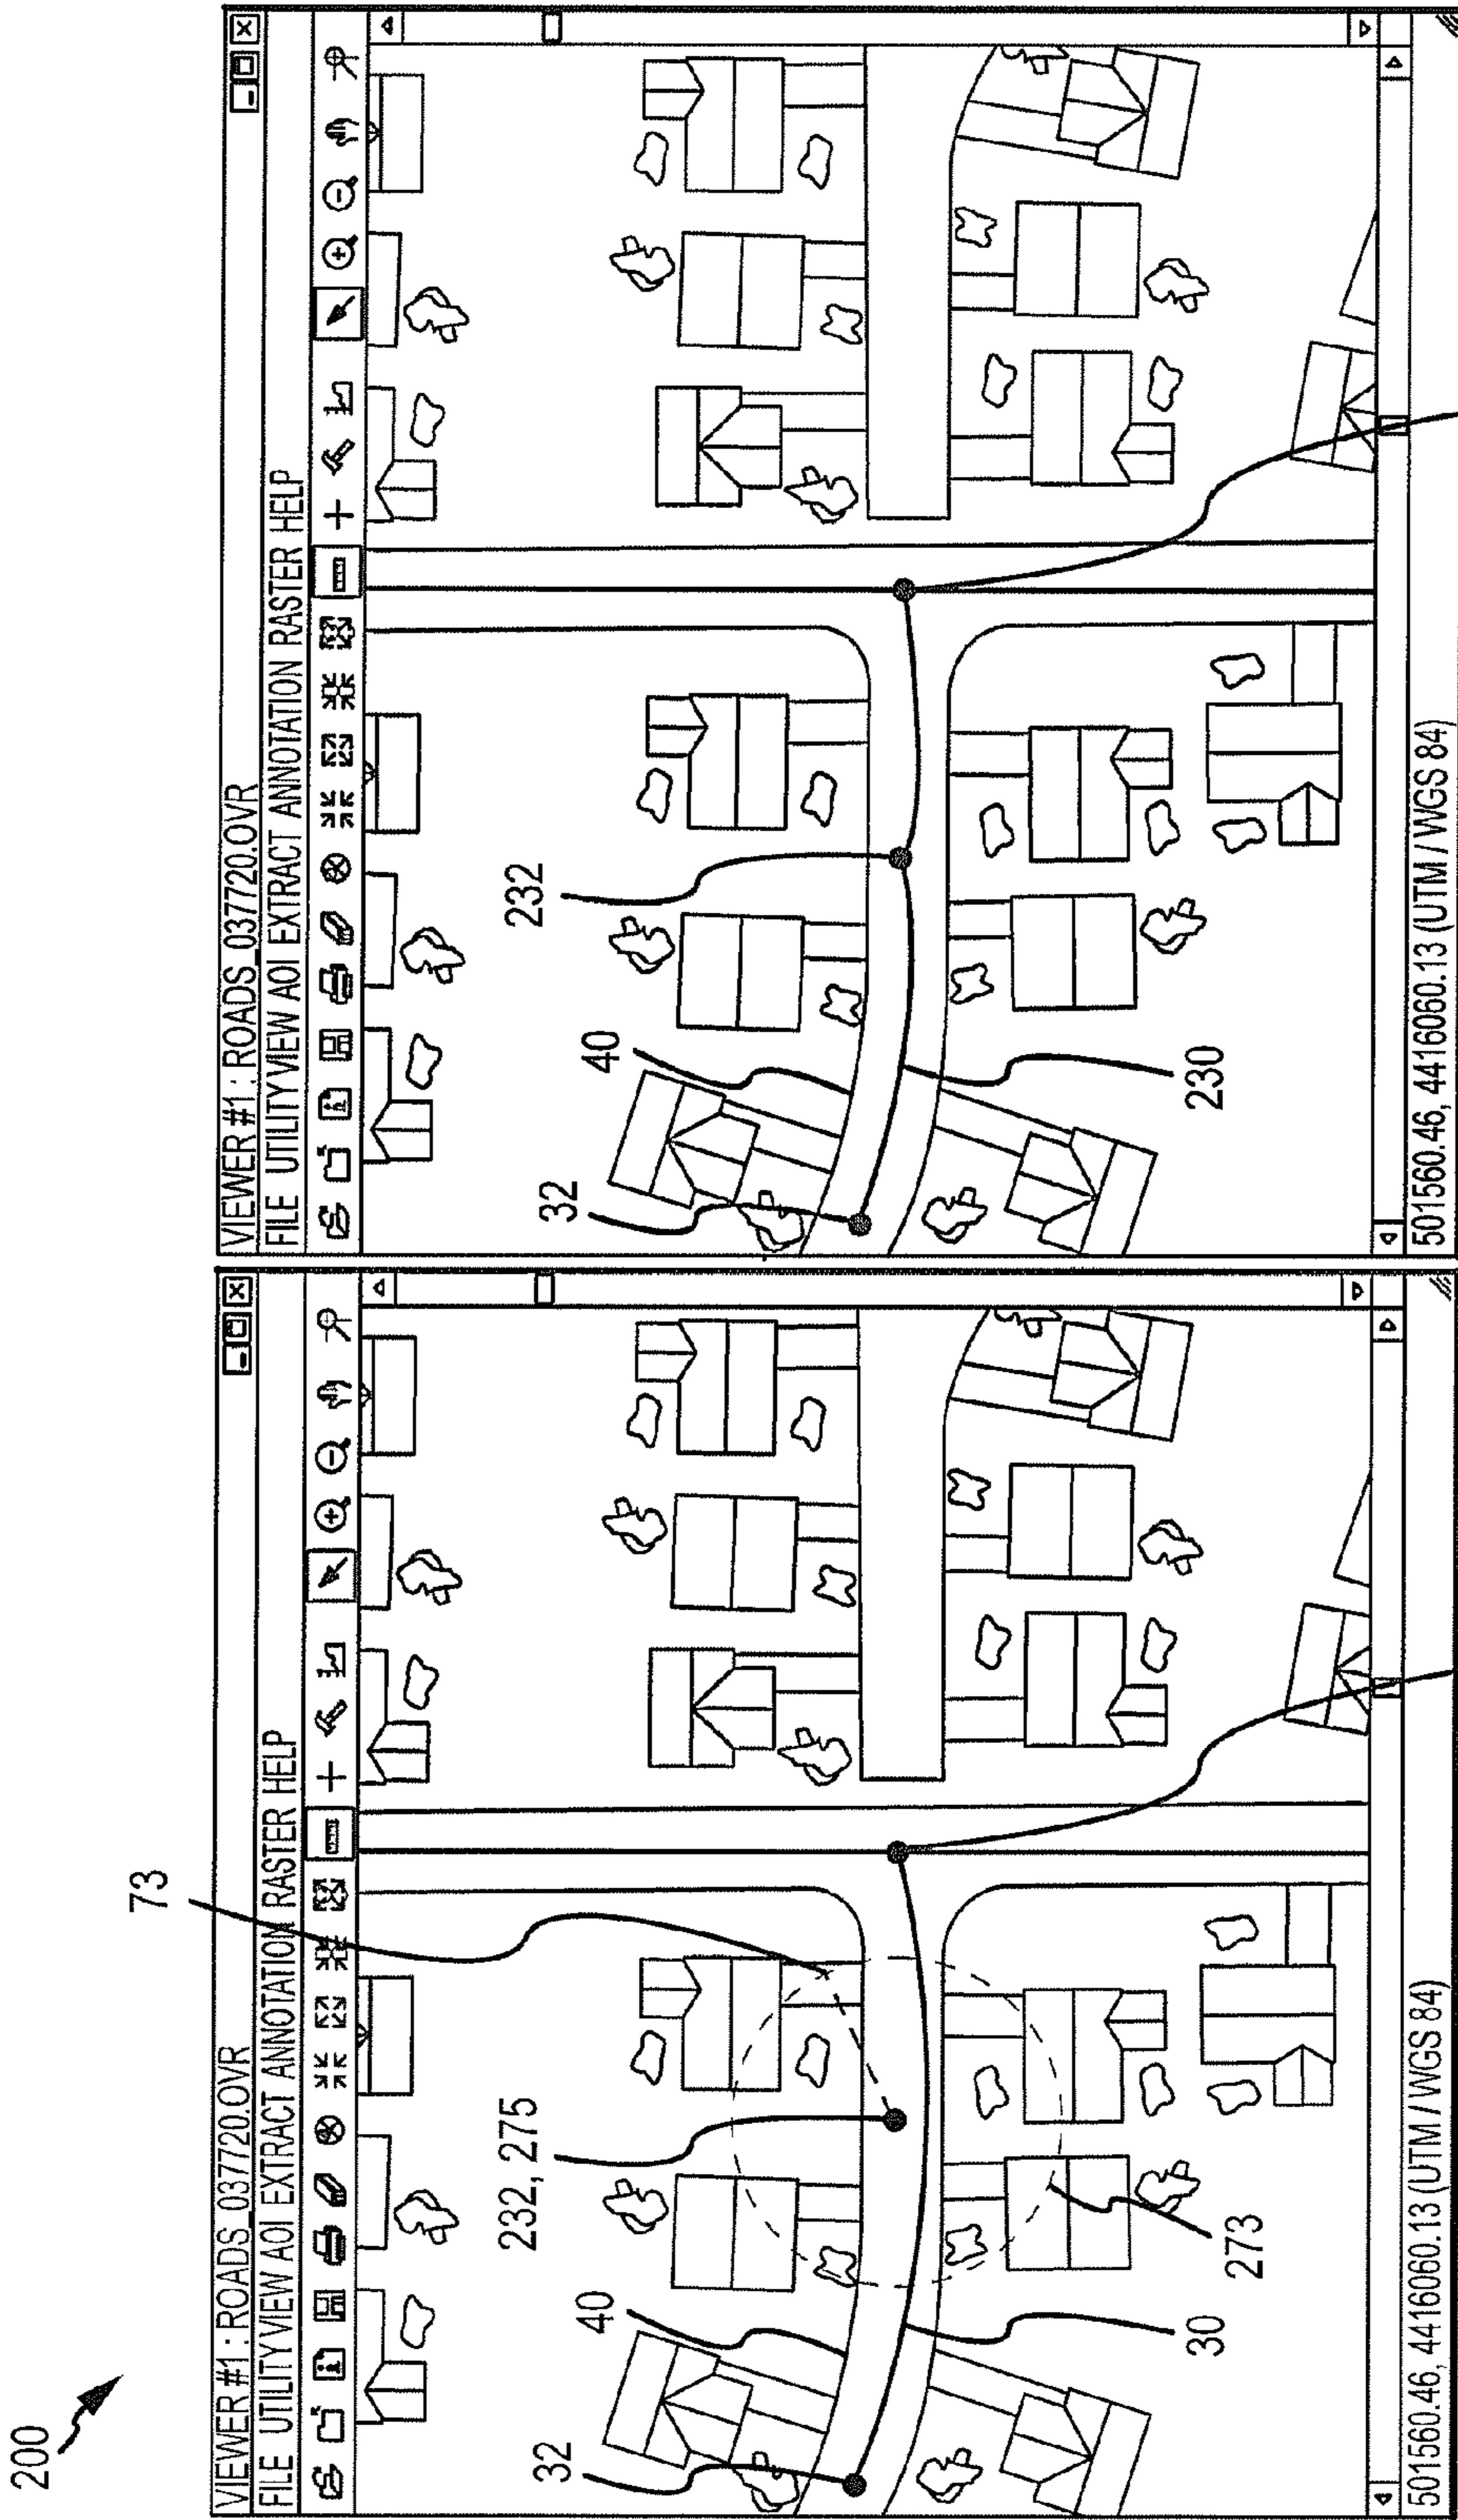 200
73
VIEWER #1 : ROADS_037720.OVR
FILE UTILITY VIEW AOI EXTRACT ANNOTATION RASTER HELP
32
40
232, 275
30
273
501560.46, 4416060.13 (UTM / WGS 84)
VIEWER #1 : ROADS_037720.OVR
FILE UTILITY VIEW AOI EXTRACT ANNOTATION RASTER HELP
32
40
232
230
501560.46, 4416060.13 (UTM / WGS 84)